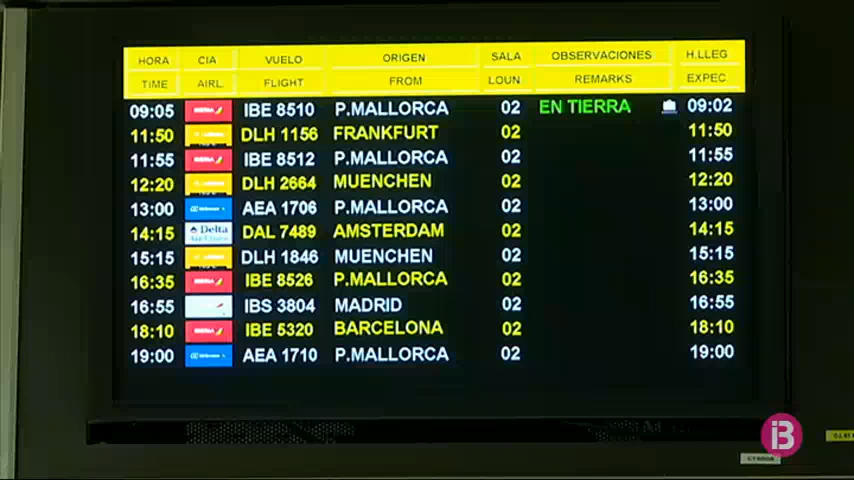 HORA CIA VUELO ORIGEN SALA OBSERVACIONES H.LLEG
TIME AIRL. FLIGHT FROM LOUN. REMARKS EXPEC
09:05 IBERIA IBE 8510 P.MALLORCA 02 EN TIERRA 09:02
11:50 DLH 1156 FRANKFURT 02 11:50
11:55 IBERIA IBE 8512 P.MALLORCA 02 11:55
12:20 DLH 2664 MUENCHEN 02 12:20
13:00 AEA 1706 P.MALLORCA 02 13:00
14:15 Delta DAL 7489 AMSTERDAM 02 14:15
15:15 DLH 1846 MUENCHEN 02 15:15
16:35 IBERIA IBE 8526 P.MALLORCA 02 16:35
16:55 IBS 3804 MADRID 02 16:55
18:10 IBERIA IBE 5320 BARCELONA 02 18:10
19:00 AEA 1710 P.MALLORCA 02 19:00
iB